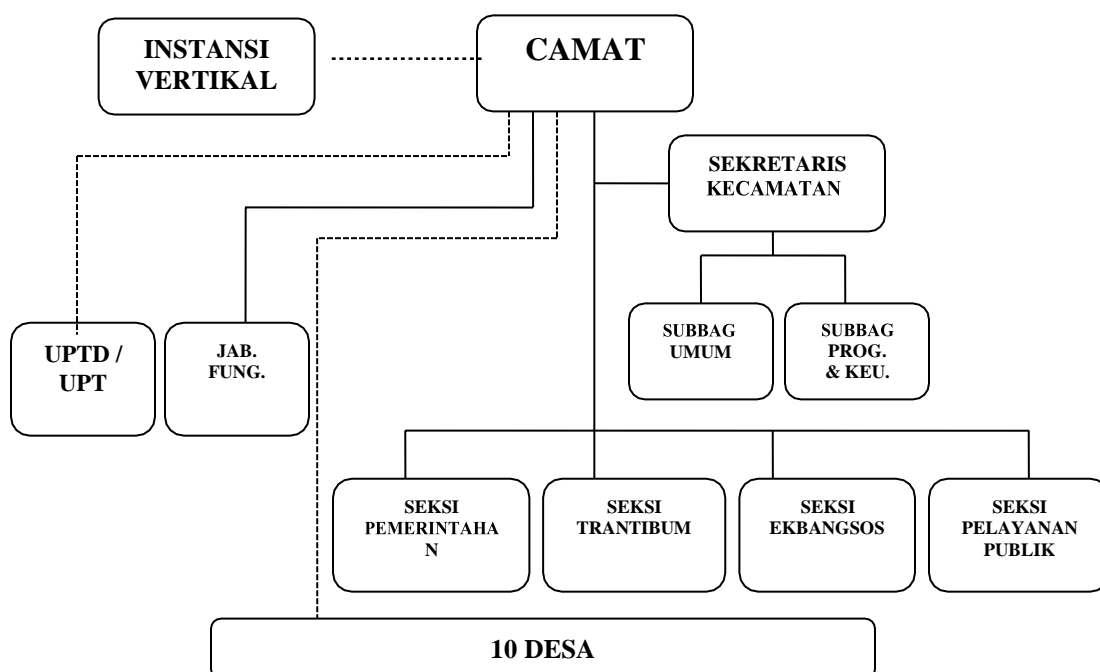 INSTANSI
VERTIKAL
CAMAT
SEKRETARIS
KECAMATAN
SUBBAG
UMUM
SUBBAG
PROG.
& KEU.
UPTD /
UPT
JAB.
FUNG.
SEKSI
PEMERINTAHA
N
SEKSI
TRANTIBUM
SEKSI
EKBANGSOS
SEKSI
PELAYANAN
PUBLIK
10 DESA